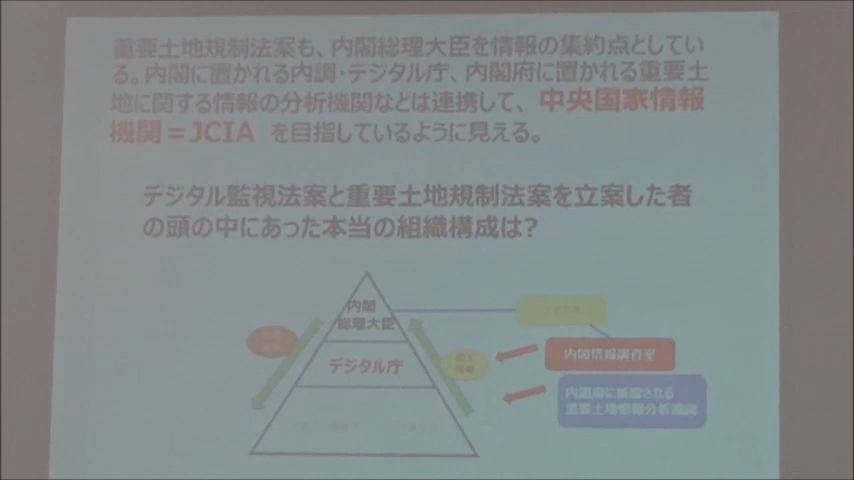 重要土地規制法案も、内閣総理大臣を情報の集約点としてい
る。内閣に置かれる内調・デジタル庁、内閣府に置かれる重要土
地に関する情報の分析機関などは連携して、中央国家情報
機関＝JCIA を目指しているように見える。
デジタル監視法案と重要土地規制法案を立案した者
の頭の中にあった本当の組織構成は?
内閣
総理大臣
デジタル庁
個人
情報
内閣情報調査室
内閣府に新設される
重要土地情報分析機関